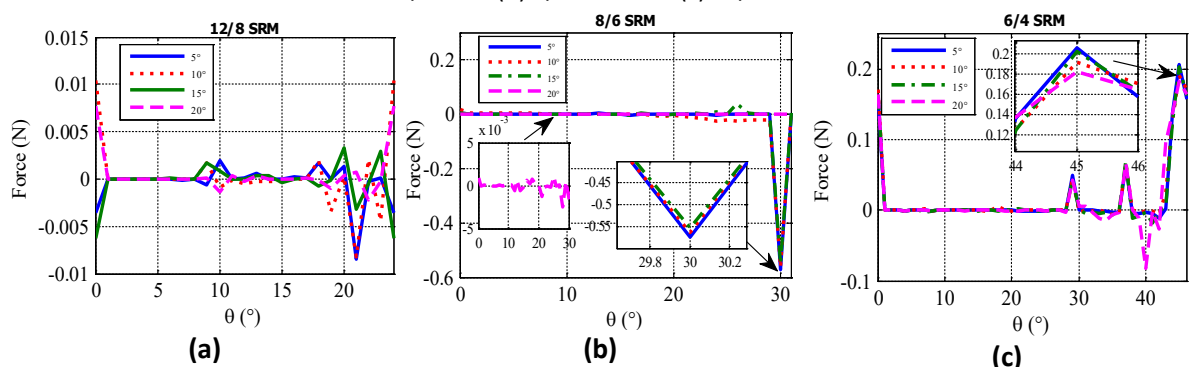 12/8 SRM
0.015
0.01
0.005
0
-0.005
-0.01
Force (N)
5°
10°
15°
20°
0 10 20
θ (°)
(a)
8/6 SRM
0.2
0
-0.2
-0.4
-0.6
Force (N)
5°
10°
15°
20°
x 10⁻³
5
0
-5
0 10 20 30
-0.45
-0.5
-0.55
29.8 30 30.2
0 10 20 30
θ (°)
(b)
6/4 SRM
0.2
0.1
0
-0.1
Force (N)
5°
10°
15°
20°
0.2
0.18
0.16
0.14
0.12
44 45 46
0 10 20 30 40
θ (°)
(c)